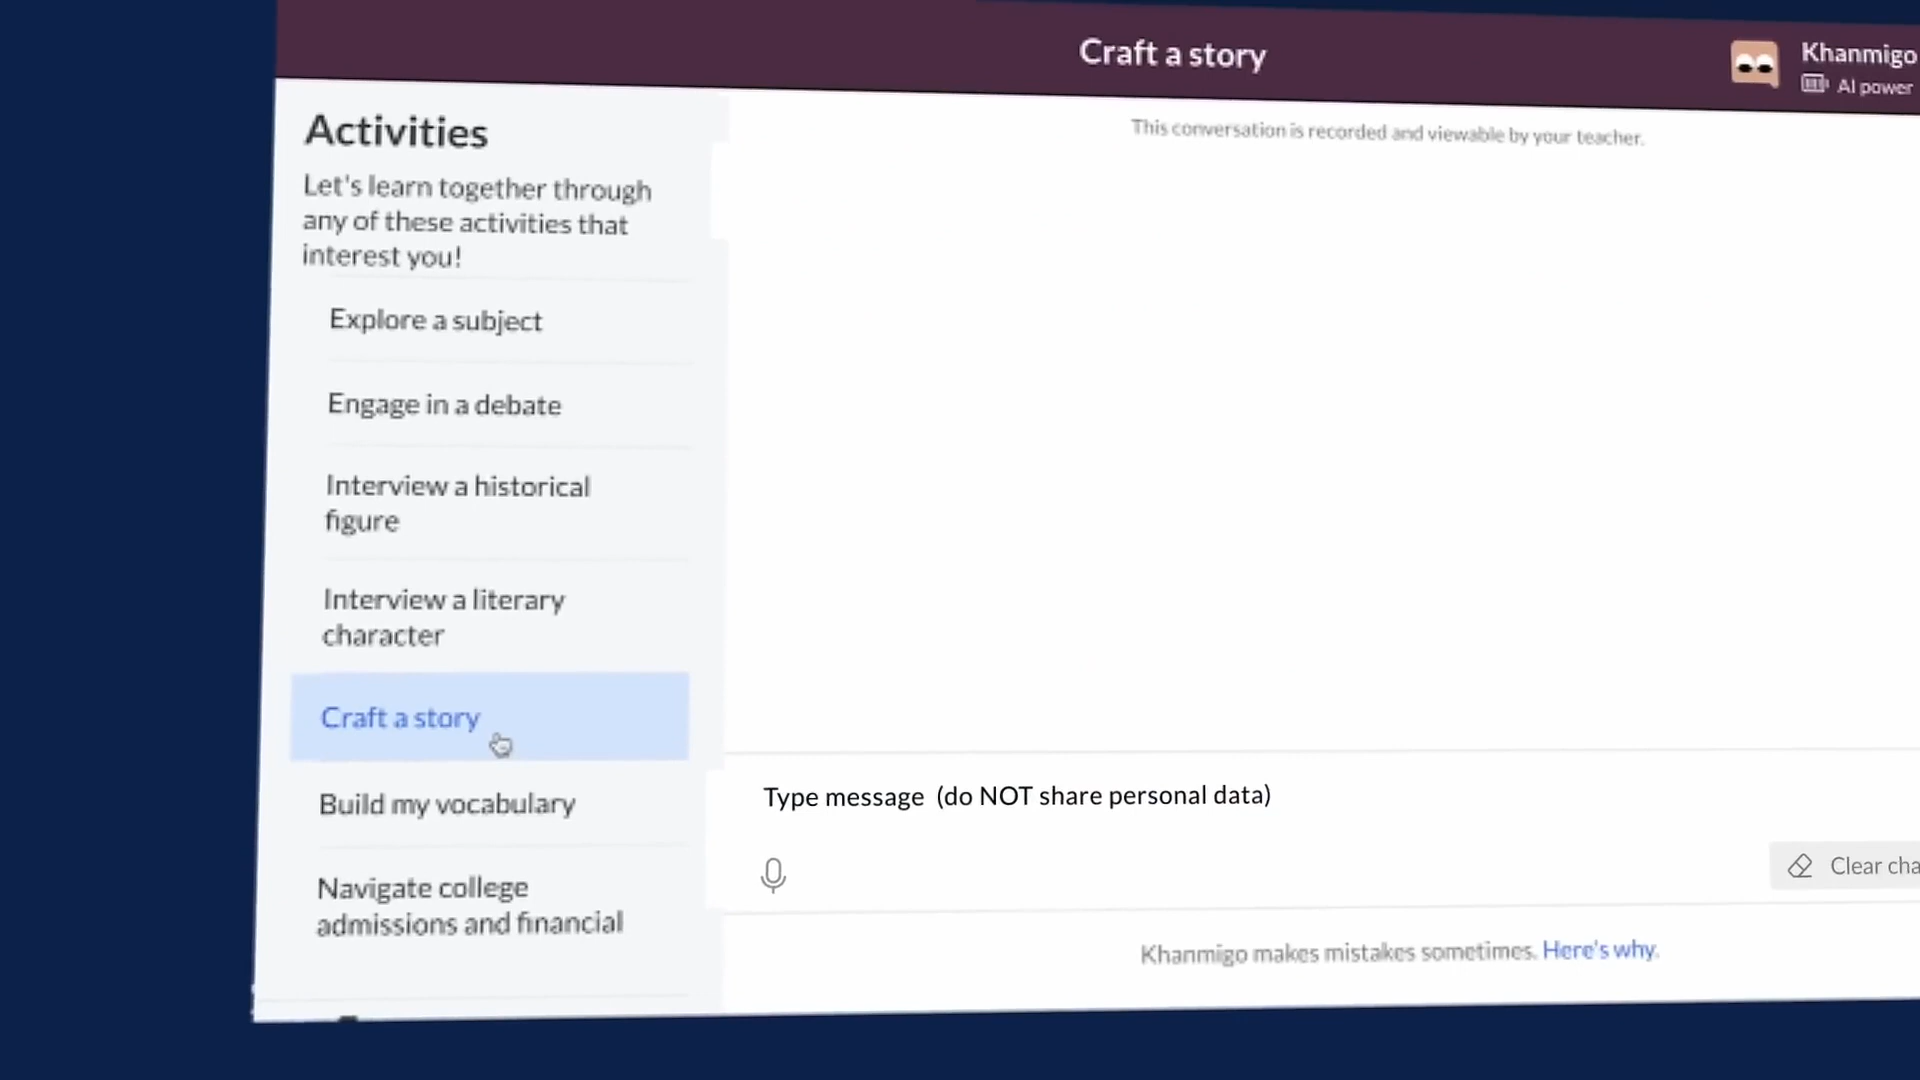 Craft a story
Khanmigo
AI power
Activities
Let's learn together through
any of these activities that
interest you!
This conversation is recorded and viewable by your teacher.
Explore a subject
Engage in a debate
Interview a historical
figure
Interview a literary
character
Craft a story
Build my vocabulary
Navigate college
admissions and financial
Type message (do NOT share personal data)
Clear cha
Khanmigo makes mistakes sometimes. Here's why.